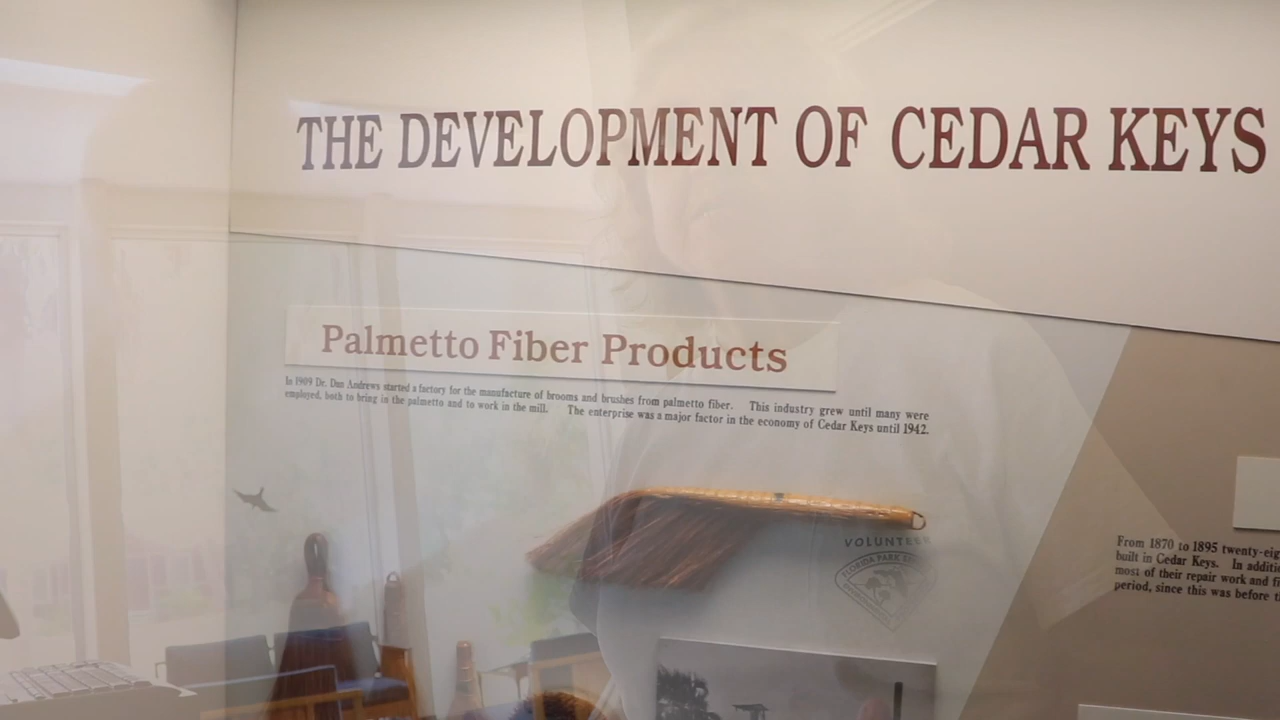 THE DEVELOPMENT OF CEDAR KEYS
Palmetto Fiber Products
In 1909 Dr. Dan Andrews started a factory for the manufacture of brooms and brushes from palmetto fiber. This industry grew until many were
employed, both to bring in the palmetto and to work in the mill. The enterprise was a major factor in the economy of Cedar Keys until 1942.
VOLUNTEER
FLORIDA PARK
From 1870 to 1895 twenty-eig
built in Cedar Keys. In additi
most of their repair work and fi
period, since this was before t